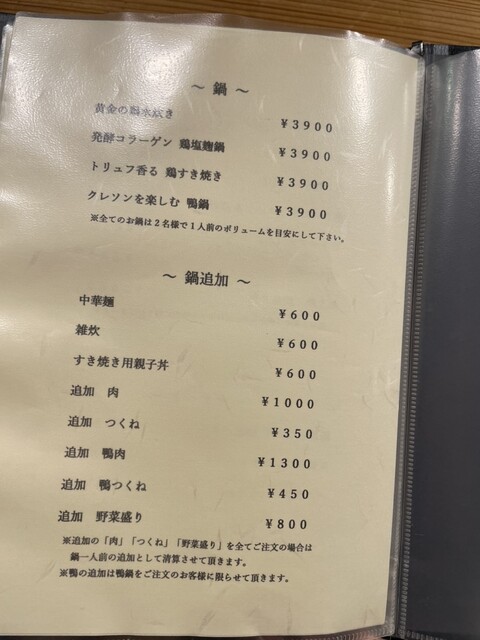 ～ 鍋 ～
黄金の鶏水炊き ¥3900
発酵コラーゲン 鶏塩麹鍋 ¥3900
トリュフ香る 鶏すき焼き ¥3900
クレソンを楽しむ 鴨鍋 ¥3900
※全てのお鍋は２名様で１人前のボリュームを目安にして下さい。
～ 鍋追加 ～
中華麺 ¥600
雑炊 ¥600
すき焼き用親子丼 ¥600
追加 肉 ¥1000
追加 つくね ¥350
追加 鴨肉 ¥1300
追加 鴨つくね ¥450
追加 野菜盛り ¥800
※追加の「肉」「つくね」「野菜盛り」を全てご注文の場合は
鍋一人前の追加として清算させて頂きます。
※鴨の追加は鴨鍋をご注文のお客様に限らせて頂きます。